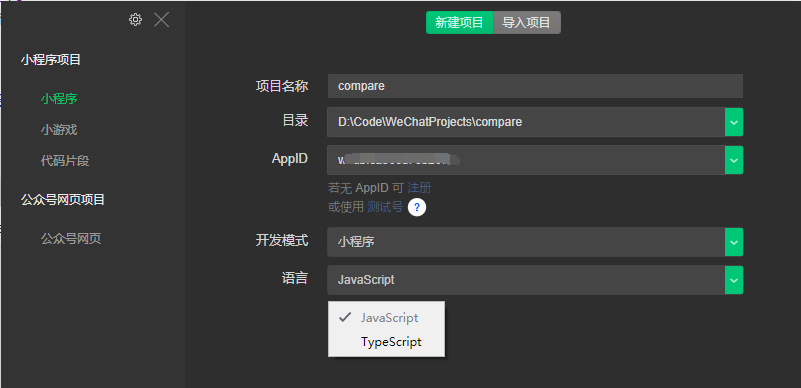 新建项目 导入项目
小程序项目
小程序
小游戏
代码片段
公众号网页项目
公众号网页
项目名称 compare
目录 D:\Code\WeChatProjects\compare
AppID
若无 AppID 可 注册
或使用 测试号 ?
开发模式 小程序
语言 JavaScript
JavaScript
TypeScript